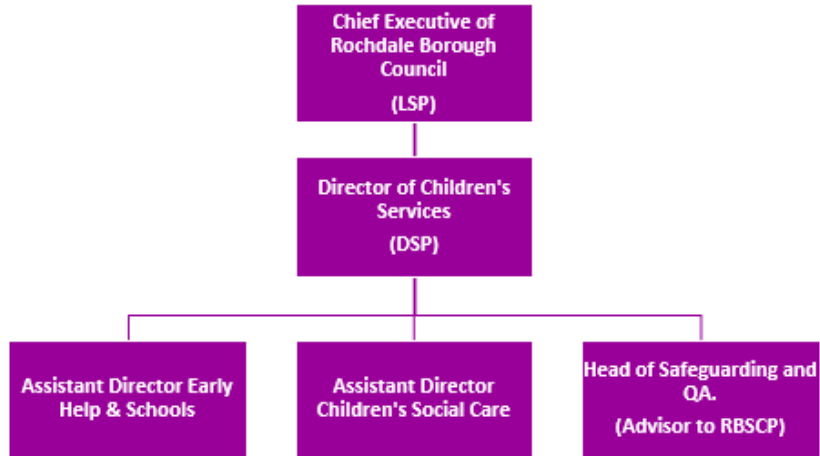 Chief Executive of
Rochdale Borough
Council
(LSP)
Director of Children's
Services
(DSP)
Assistant Director Early
Help & Schools
Assistant Director
Children's Social Care
Head of Safeguarding and
QA.
(Advisor to RBSCP)